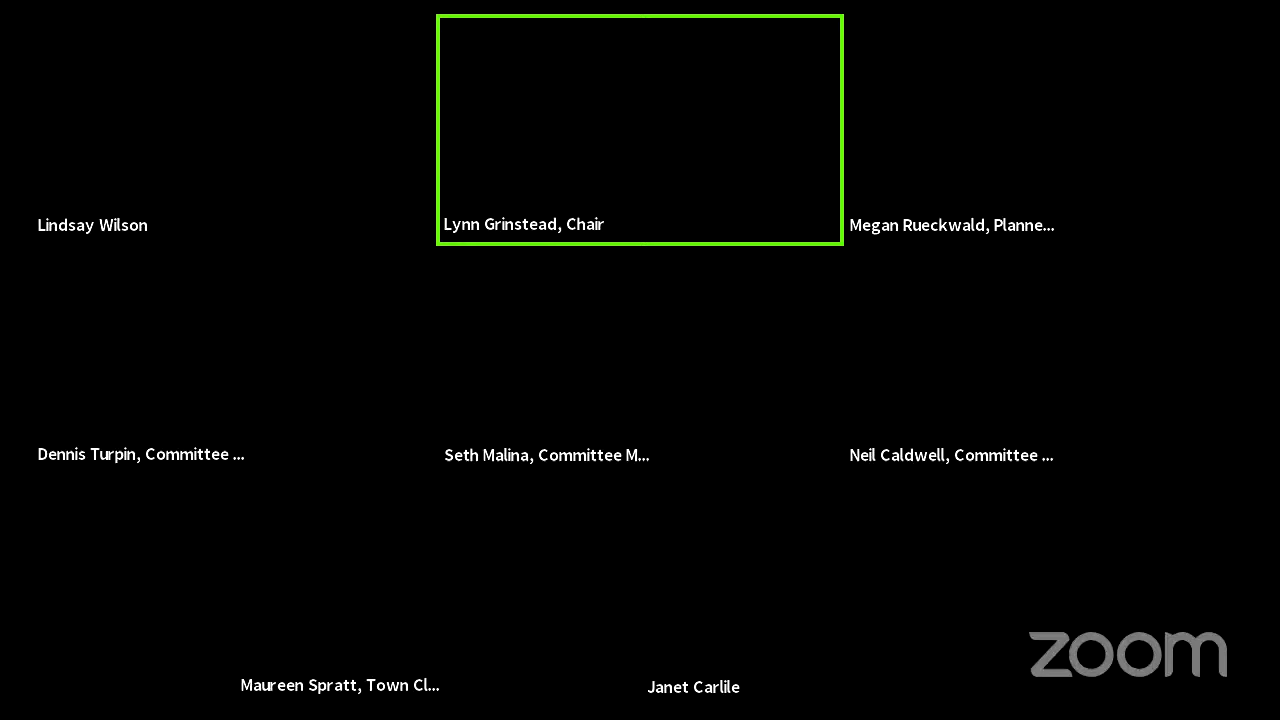 Lindsay Wilson
Lynn Grinstead, Chair
Megan Rueckwald, Planne...
Dennis Turpin, Committee ...
Seth Malina, Committee M...
Neil Caldwell, Committee ...
Maureen Spratt, Town Cl...
Janet Carlile
zoom